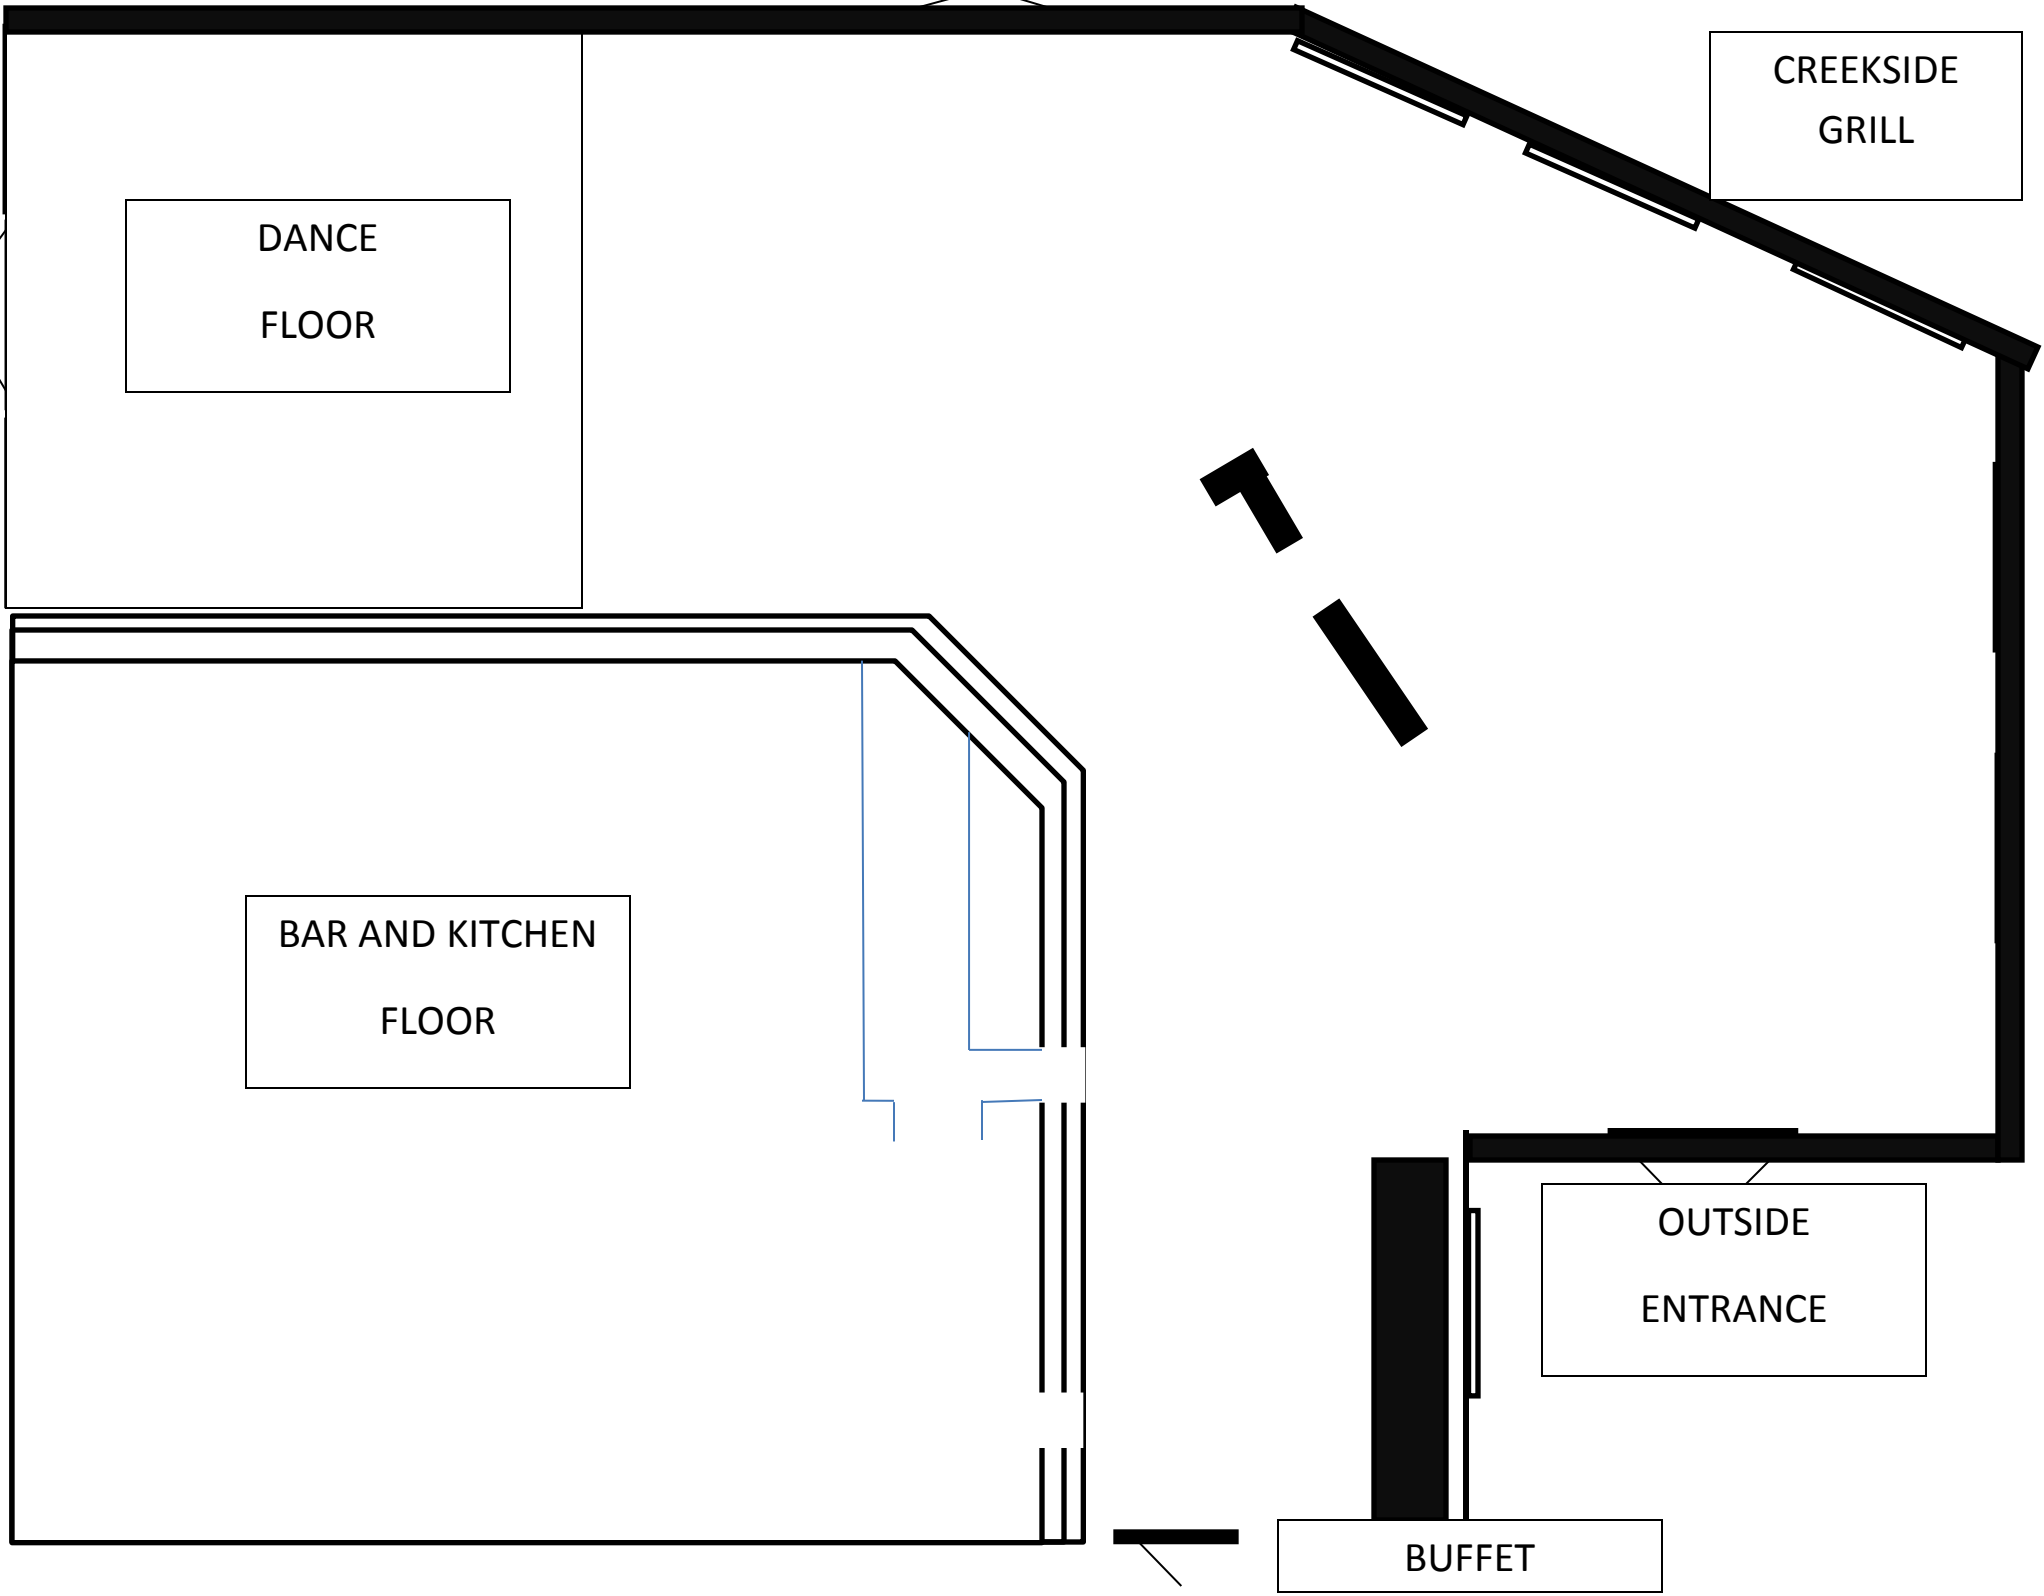 CREEKSIDE
GRILL
DANCE
FLOOR
BAR AND KITCHEN
FLOOR
OUTSIDE
ENTRANCE
BUFFET